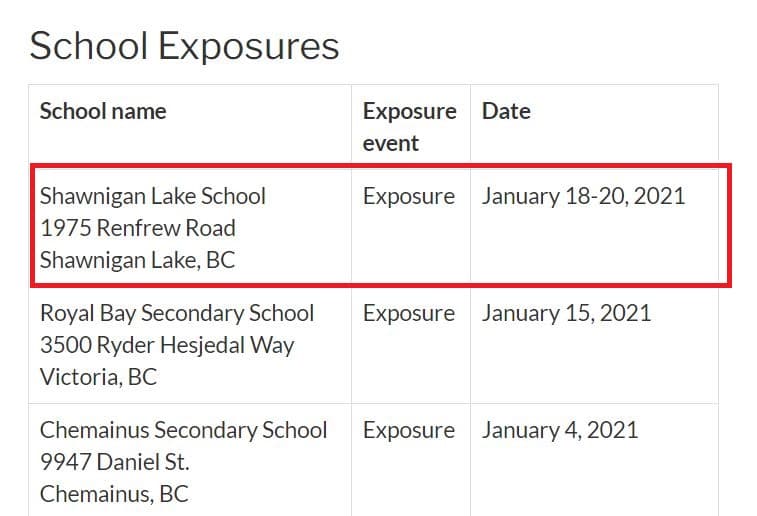 School Exposures
School name
Exposure
event
Date
Shawnigan Lake School
1975 Renfrew Road
Shawnigan Lake, BC
Exposure
January 18-20, 2021
Royal Bay Secondary School
3500 Ryder Hesjedal Way
Victoria, BC
Exposure
January 15, 2021
Chemainus Secondary School
9947 Daniel St.
Chemainus, BC
Exposure
January 4, 2021